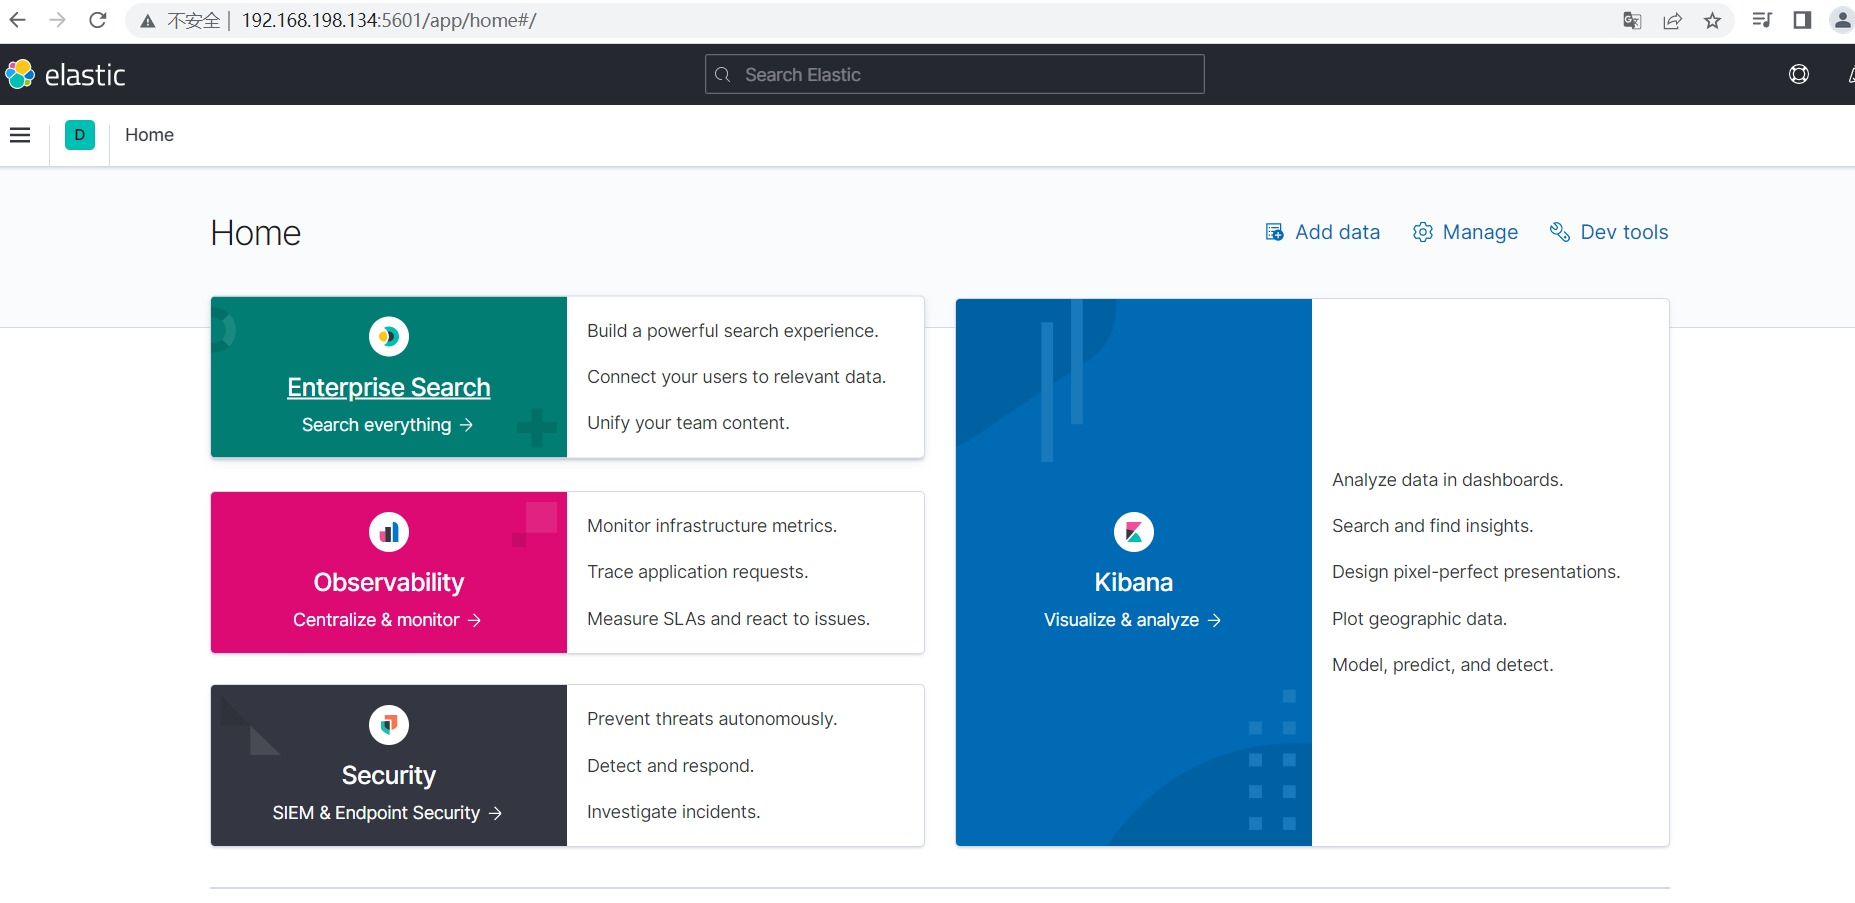 不安全 | 192.168.198.134:5601/app/home#/
elastic
Search Elastic
D
Home
Home
Add data
Manage
Dev tools
Enterprise Search
Search everything →
Build a powerful search experience.
Connect your users to relevant data.
Unify your team content.
Observability
Centralize & monitor →
Monitor infrastructure metrics.
Trace application requests.
Measure SLAs and react to issues.
Security
SIEM & Endpoint Security →
Prevent threats autonomously.
Detect and respond.
Investigate incidents.
Kibana
Visualize & analyze →
Analyze data in dashboards.
Search and find insights.
Design pixel-perfect presentations.
Plot geographic data.
Model, predict, and detect.